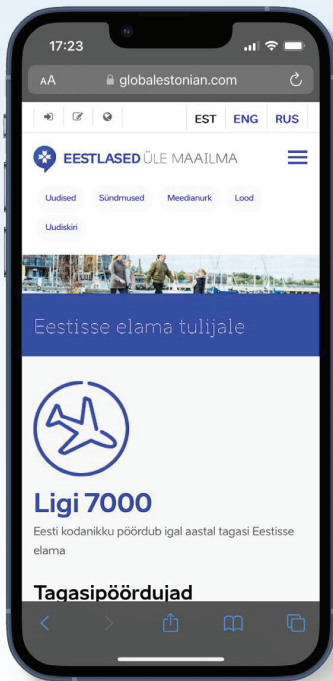 17:23
AA globalestonian.com
EST ENG RUS
EESTLASED ÜLE MAAILMA
Uudised Sündmused Meedianurk Lood
Uudiskiri
Eestisse elama tulijale
Ligi 7000
Eesti kodanikku pöördub igal aastal tagasi Eestisse
elama
Tagasipöördujad